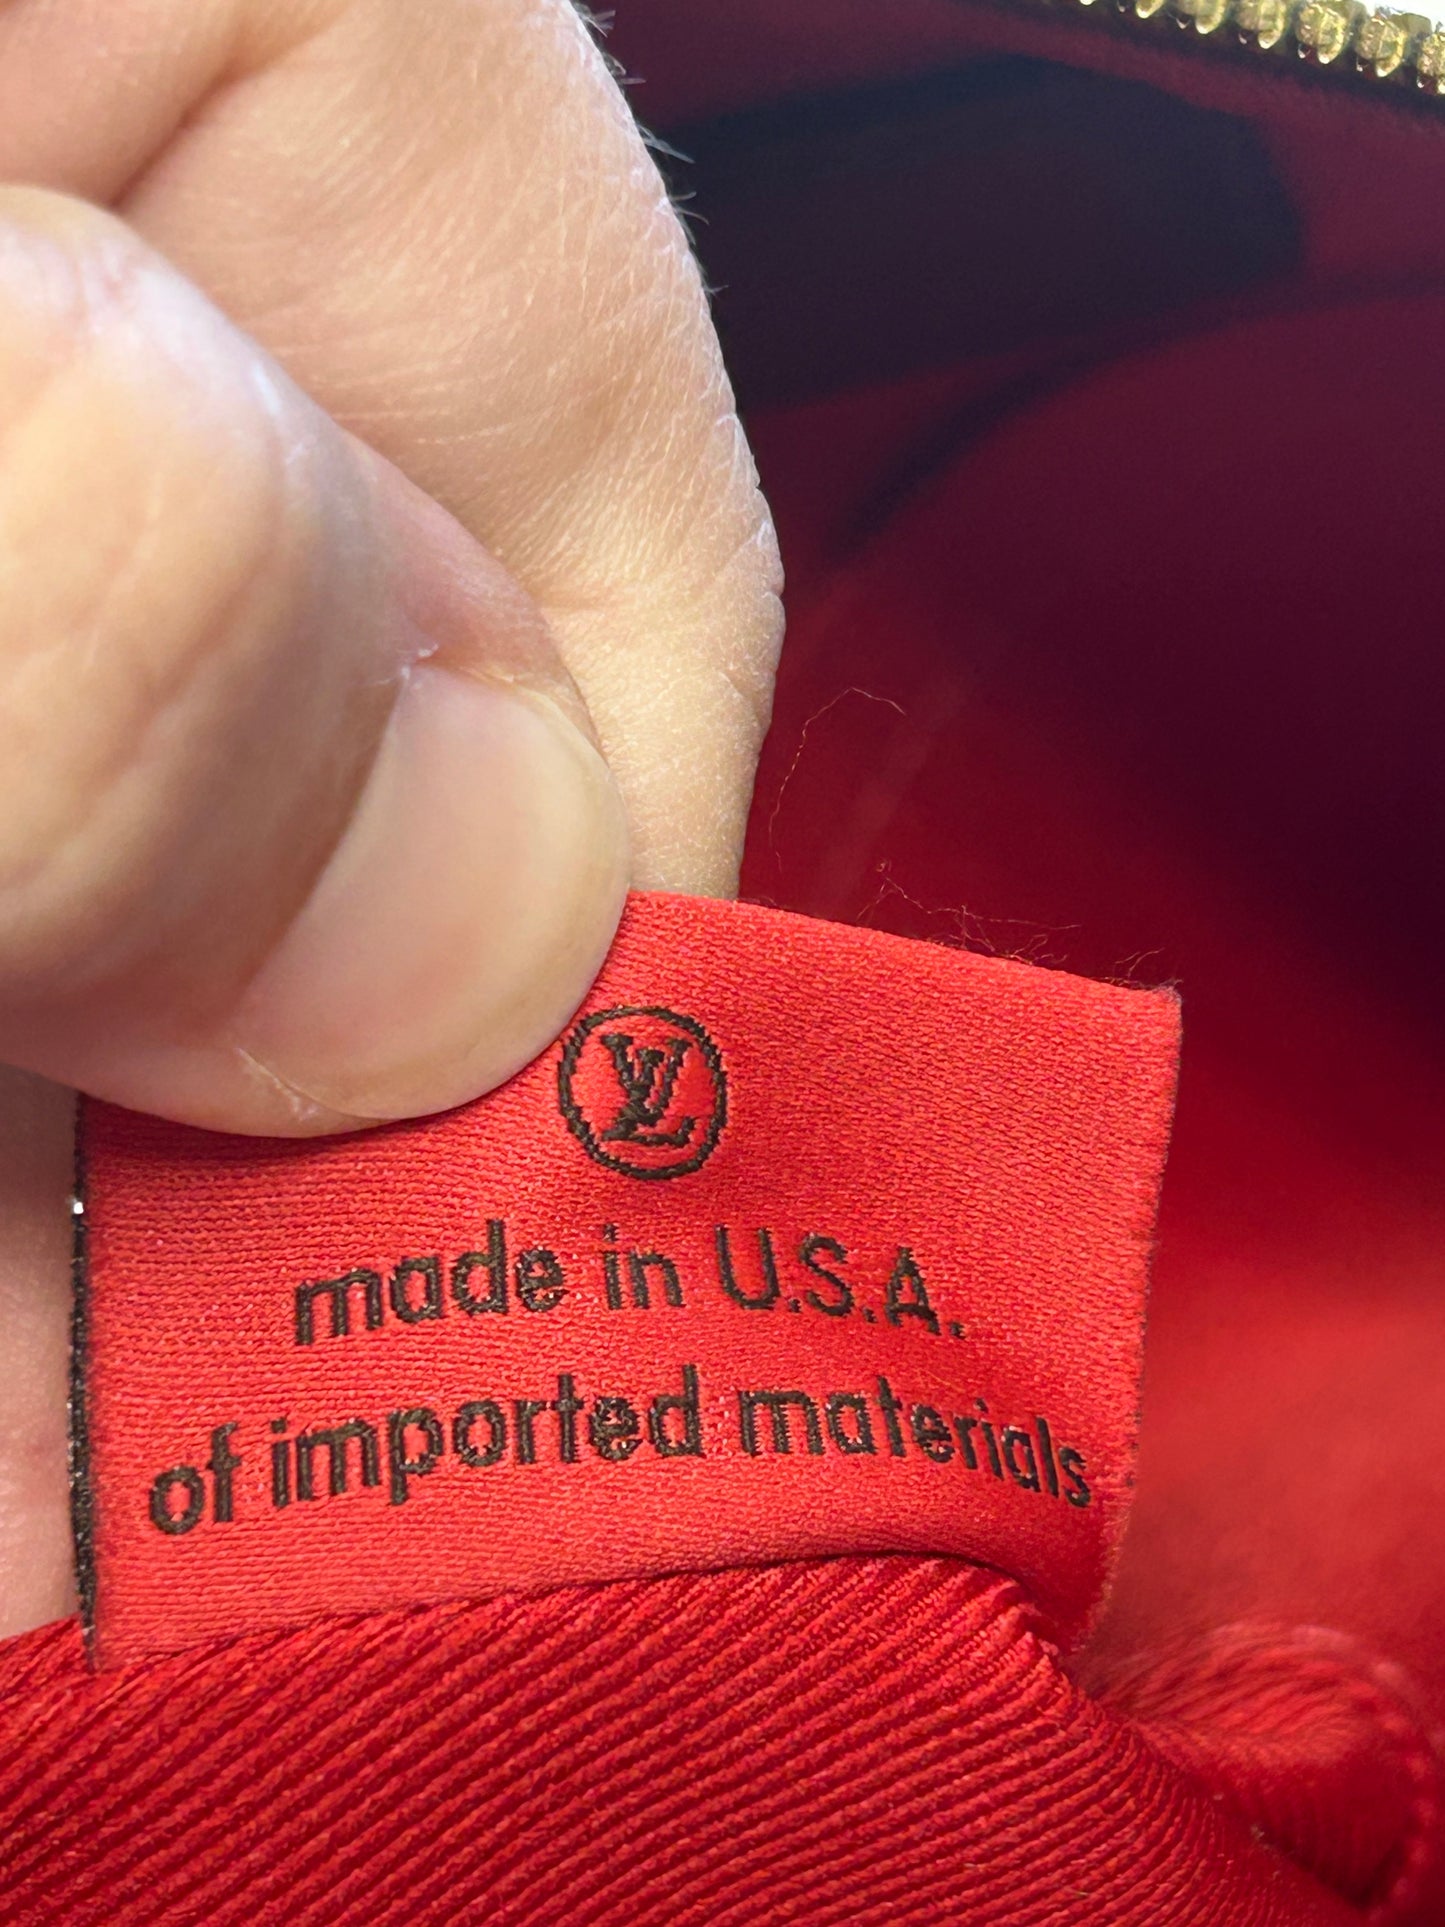 LV
made in U.S.A.
of imported materials